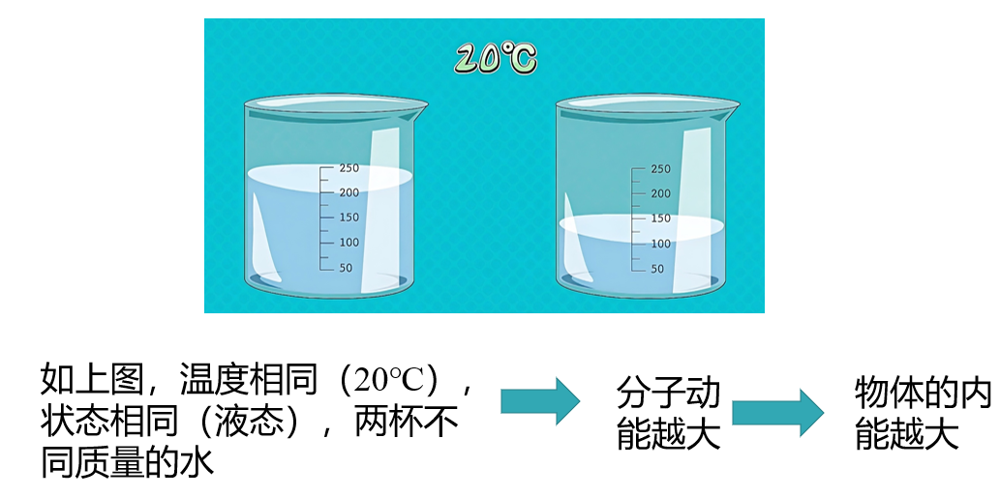 20℃
250
200
150
100
50
250
200
150
100
50
如上图，温度相同（20℃），
状态相同（液态），两杯不
同质量的水
分子动
能越大
物体的内
能越大